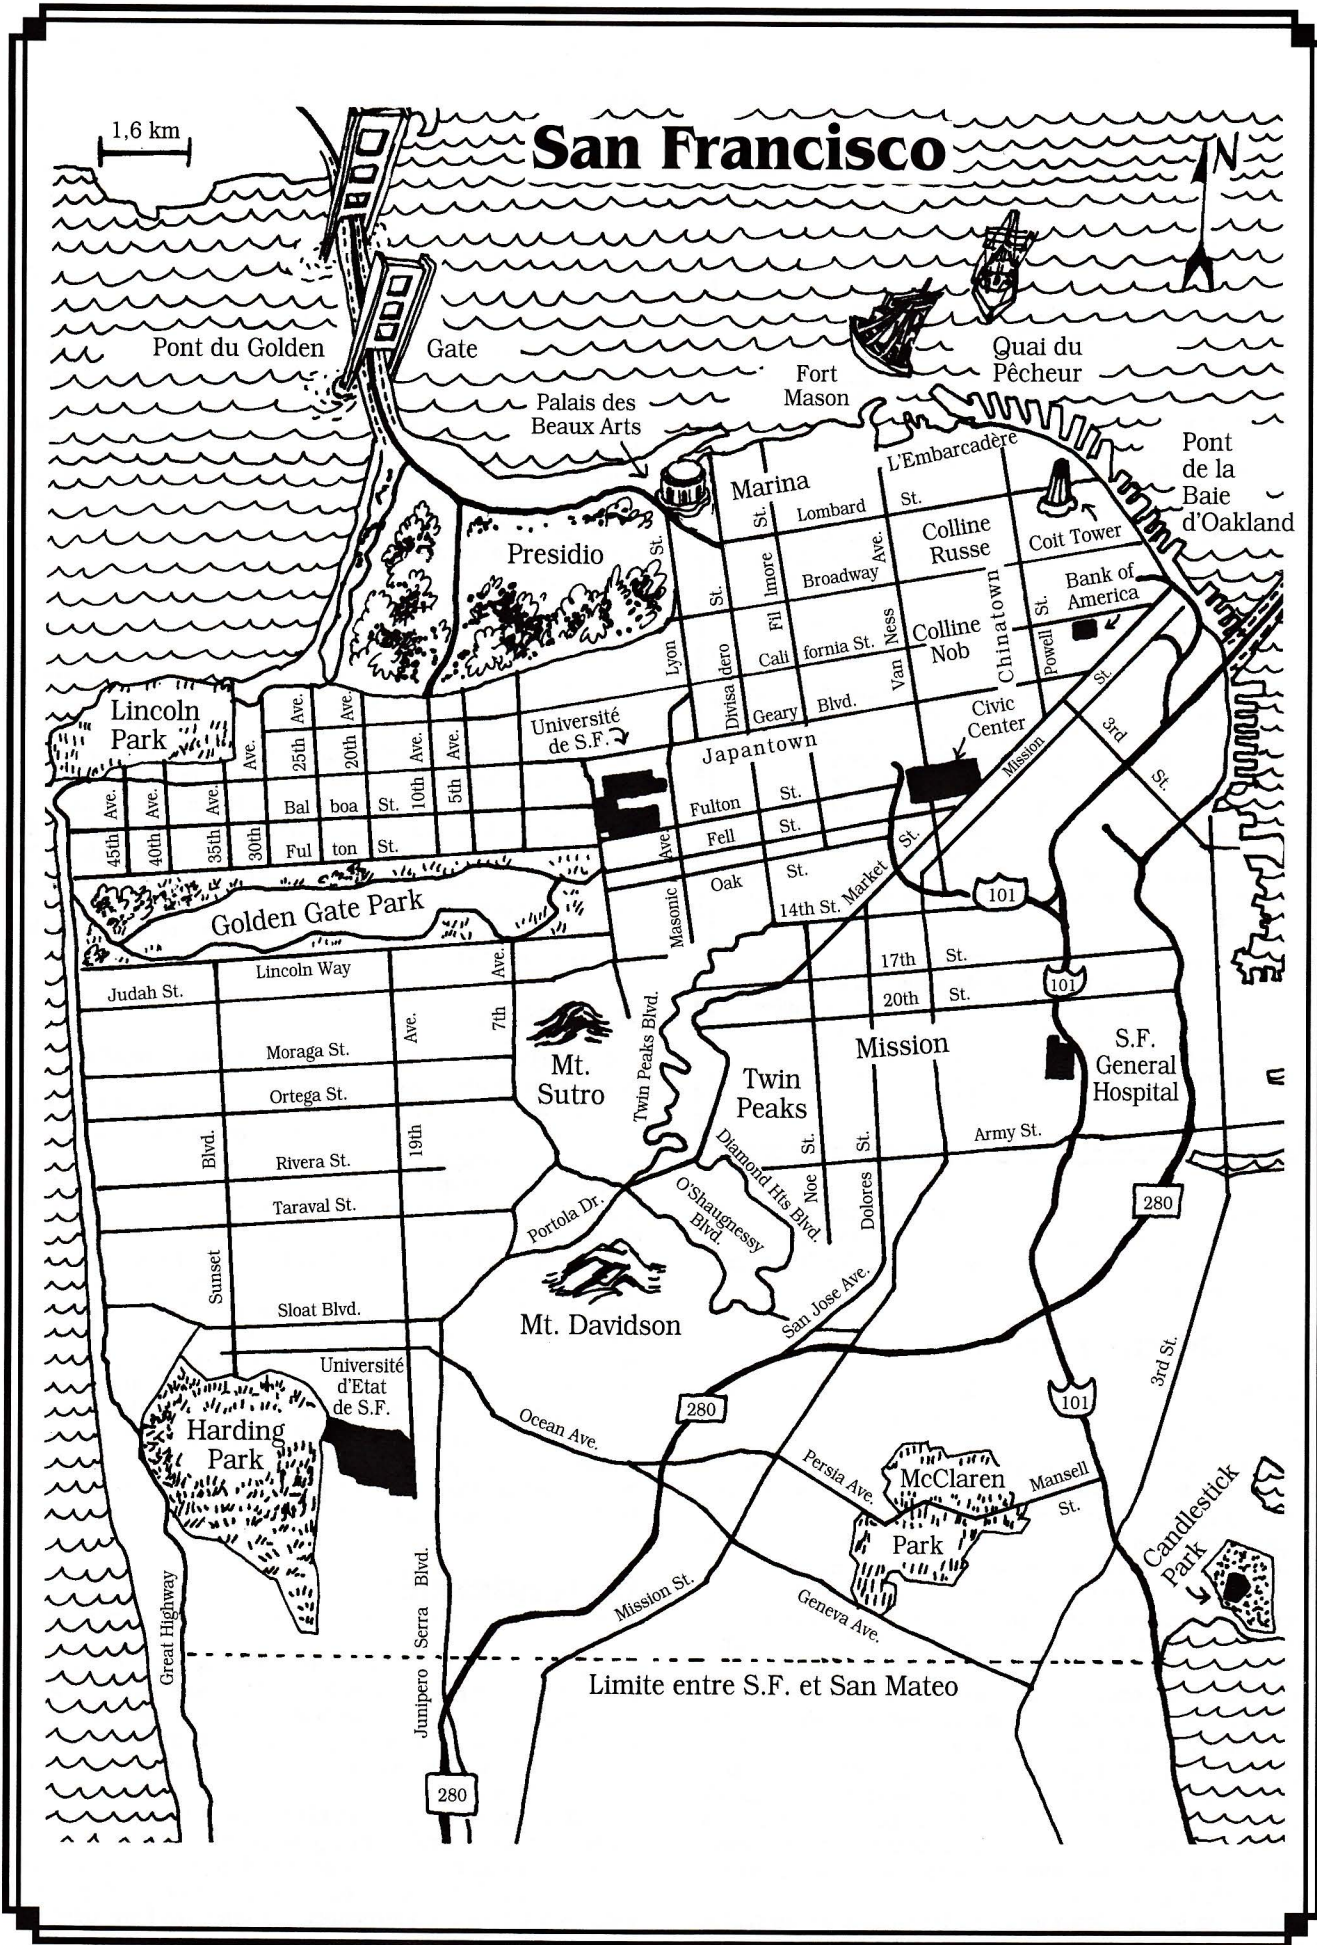 San Francisco
1,6 km
N
Pont du Golden
Gate
Quai du
Pêcheur
Fort
Mason
Palais des
Beaux Arts
Pont
de la
Baie
d'Oakland
L'Embarcadère
Marina
Lombard
St.
St.
Presidio
St.
Colline
Russe
Coit Tower
Ave.
Broadway
Fil
lmore
St.
Bank of
America
Lyon
Divisa
dero
Cali
fornia St.
Van
Ness
Colline
Nob
Chinatown
Powell
St.
Lincoln
Park
Geary
Blvd.
Civic
Center
St.
Mission
3rd
St.
Université
de S.F.
Japantown
Ave.
25th
Ave.
20th
Ave.
10th
Ave.
5th
Ave.
45th
Ave.
40th
Ave.
35th
Ave.
30th
Bal
boa
St.
Ful
ton
St.
Fulton
St.
Fell
St.
Oak
St.
Masonic
Ave.
14th St.
Market
St.
101
Golden Gate Park
Lincoln Way
Judah St.
17th
St.
101
20th
St.
7th
Ave.
19th
Ave.
Moraga St.
Ortega St.
Mt.
Sutro
Twin Peaks Blvd.
Twin
Peaks
Mission
S.F.
General
Hospital
Army St.
Rivera St.
Taraval St.
Sunset
Blvd.
Portola Dr.
O'Shaugnessy
Blvd.
Diamond Hts Blvd.
Noe
St.
Dolores
St.
280
Sloat Blvd.
Mt. Davidson
San Jose Ave.
3rd St.
Université
d'Etat
de S.F.
Harding
Park
280
101
Ocean Ave.
Persia Ave.
McClaren
Park
Mansell
St.
Candlestick
Park
Great Highway
Junipero
Serra
Blvd.
Mission St.
Geneva Ave.
Limite entre S.F. et San Mateo
280